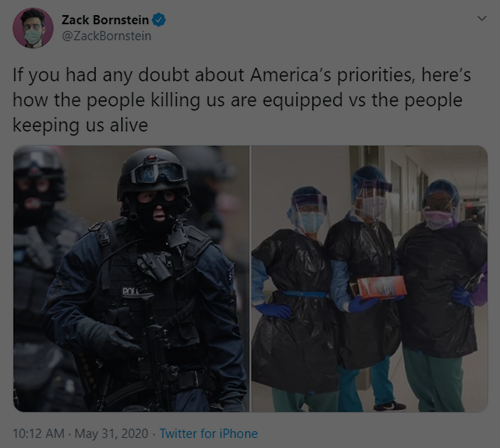 Zack Bornstein
@ZackBornstein
If you had any doubt about America's priorities, here's
how the people killing us are equipped vs the people
keeping us alive
10:12 AM · May 31, 2020 · Twitter for iPhone